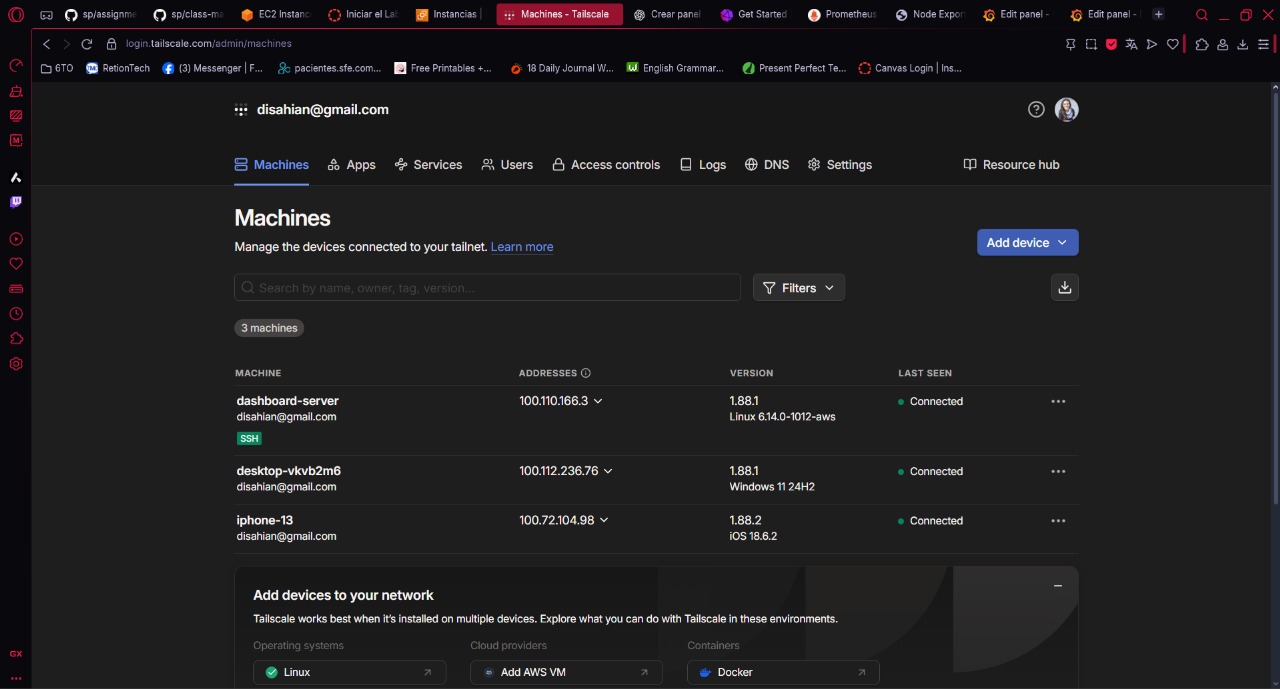 sp/assignme
sp/class-ma
EC2 Instanc
Iniciar el La
Instancias
Machines - Tailscale
Crear panel
Get Started
Prometheus
Node Expor
Edit panel -
Edit panel -
login.tailscale.com/admin/machines
6TO
RetionTech
(3) Messenger | F...
pacientes.sfe.com...
Free Printables +...
18 Daily Journal W...
English Grammar...
Present Perfect Te...
Canvas Login | Ins...
disahian@gmail.com
Machines
Apps
Services
Users
Access controls
Logs
DNS
Settings
Resource hub
Machines
Manage the devices connected to your tailnet. Learn more
Add device
Search by name, owner, tag, version...
Filters
3 machines
MACHINE ADDRESSES VERSION LAST SEEN
dashboard-server 100.110.166.3 1.88.1 Connected
disahian@gmail.com Linux 6.14.0-1012-aws
SSH
desktop-vkvb2m6 100.112.236.76 1.88.1 Connected
disahian@gmail.com Windows 11 24H2
iphone-13 100.72.104.98 1.88.2 Connected
disahian@gmail.com iOS 18.6.2
Add devices to your network
Tailscale works best when it's installed on multiple devices. Explore what you can do with Tailscale in these environments.
Operating systems Cloud providers Containers
Linux Add AWS VM Docker
GX